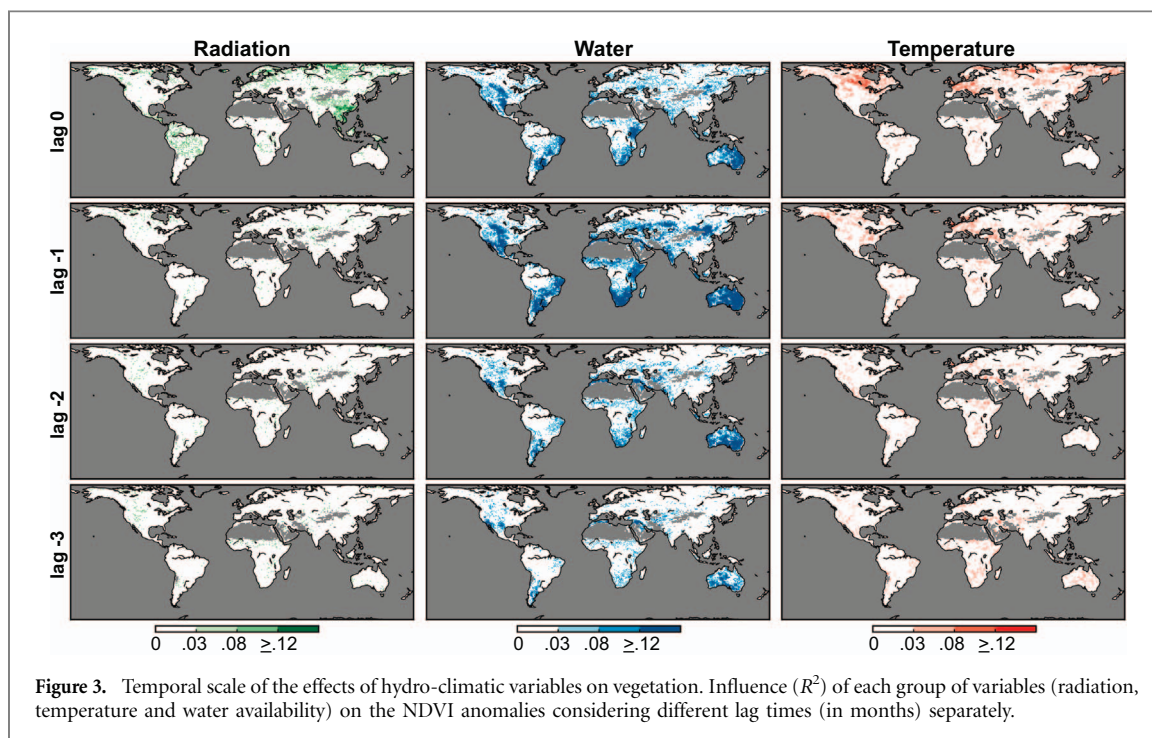 Radiation Water Temperature
lag 0
lag -1
lag -2
lag -3
0 .03 .08 ≥.12 0 .03 .08 ≥.12 0 .03 .08 ≥.12
Figure 3. Temporal scale of the effects of hydro-climatic variables on vegetation. Influence (R²) of each group of variables (radiation,
temperature and water availability) on the NDVI anomalies considering different lag times (in months) separately.